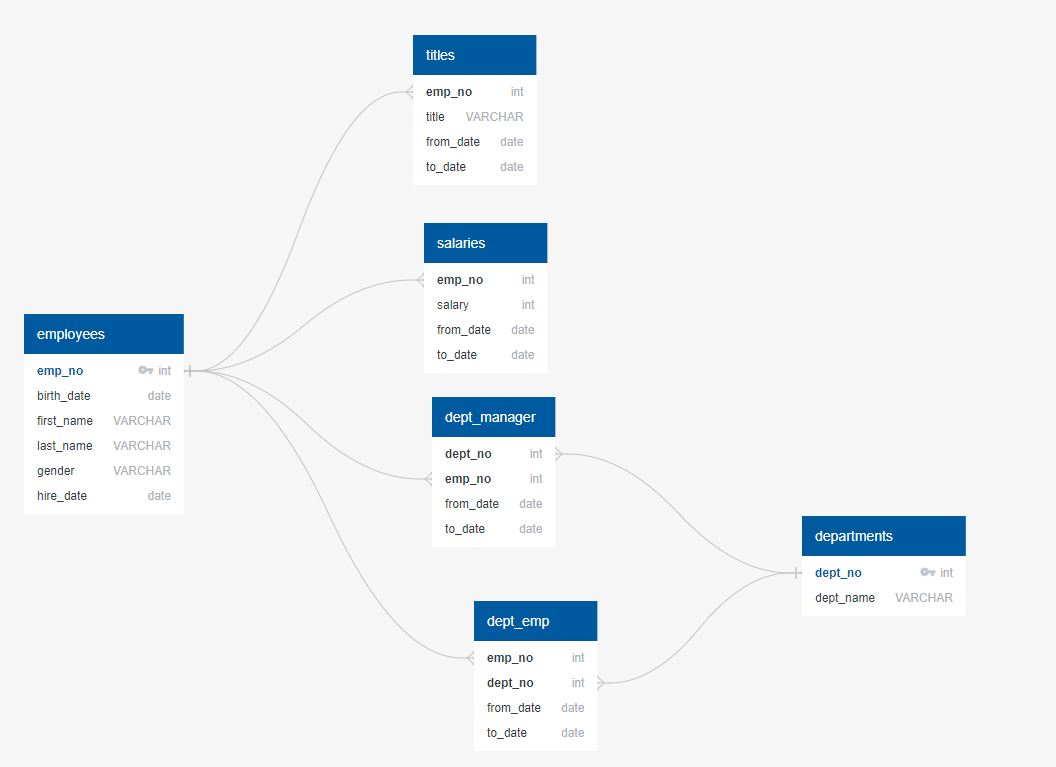 titles
emp_no int
title VARCHAR
from_date date
to_date date
salaries
emp_no int
salary int
from_date date
to_date date
employees
emp_no int
birth_date date
first_name VARCHAR
last_name VARCHAR
gender VARCHAR
hire_date date
dept_manager
dept_no int
emp_no int
from_date date
to_date date
departments
dept_no int
dept_name VARCHAR
dept_emp
emp_no int
dept_no int
from_date date
to_date date